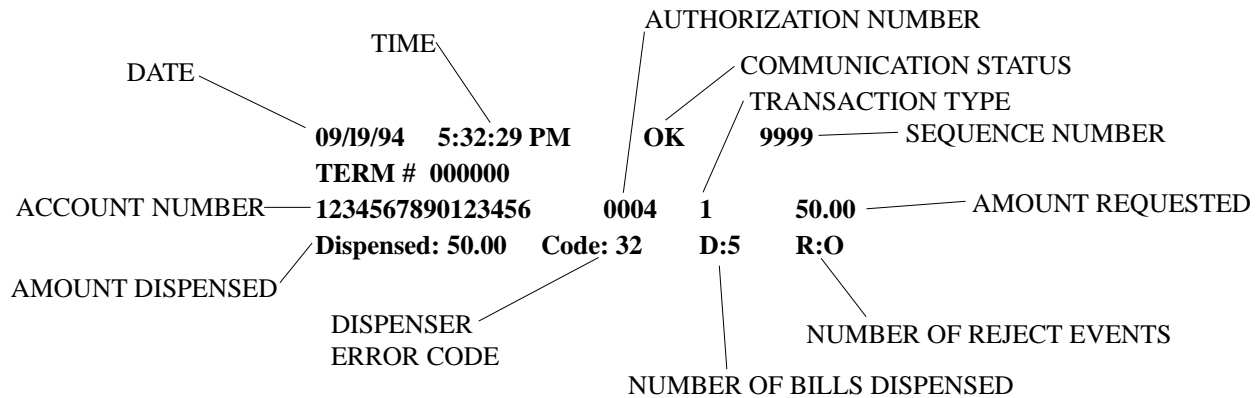 AUTHORIZATION NUMBER
TIME
COMMUNICATION STATUS
DATE
TRANSACTION TYPE
09/l9/94 5:32:29 PM OK 9999 SEQUENCE NUMBER
TERM # 000000
ACCOUNT NUMBER 1234567890123456 0004 1 50.00 AMOUNT REQUESTED
Dispensed: 50.00 Code: 32 D:5 R:O
AMOUNT DISPENSED
DISPENSER
ERROR CODE
NUMBER OF REJECT EVENTS
NUMBER OF BILLS DISPENSED